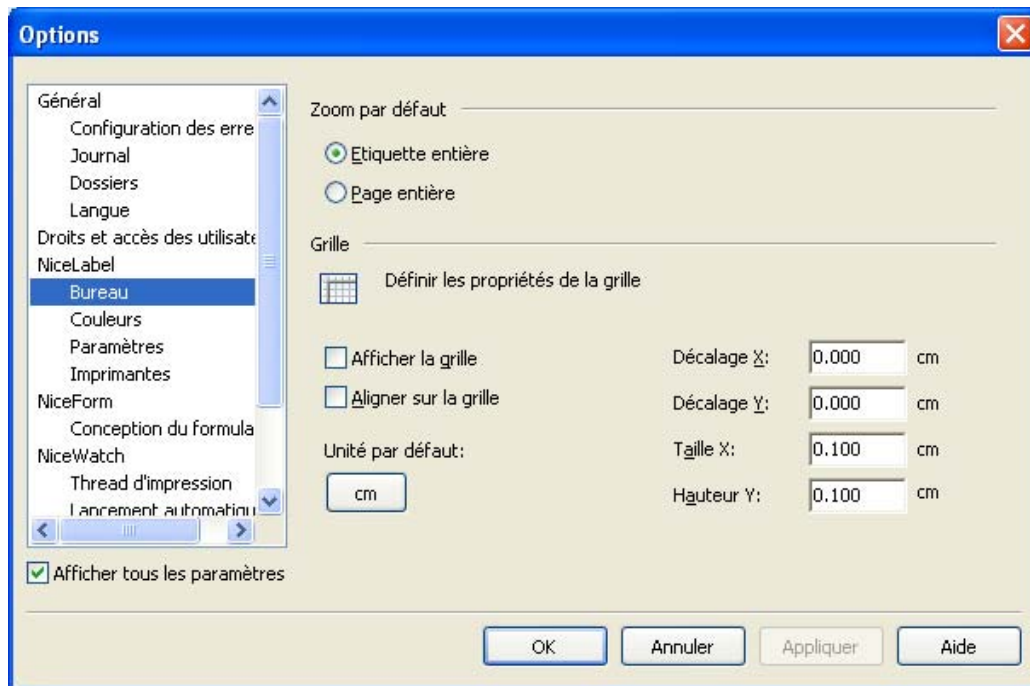 Options
Général
Configuration des erre
Journal
Dossiers
Langue
Droits et accès des utilisate
NiceLabel
Bureau
Couleurs
Paramètres
Imprimantes
NiceForm
Conception du formula
NiceWatch
Thread d'impression
Lancement automatiqu
Afficher tous les paramètres
Zoom par défaut
Etiquette entière
Page entière
Grille
Définir les propriétés de la grille
Afficher la grille
Aligner sur la grille
Unité par défaut:
cm
Décalage X: 0.000 cm
Décalage Y: 0.000 cm
Taille X: 0.100 cm
Hauteur Y: 0.100 cm
OK Annuler Appliquer Aide